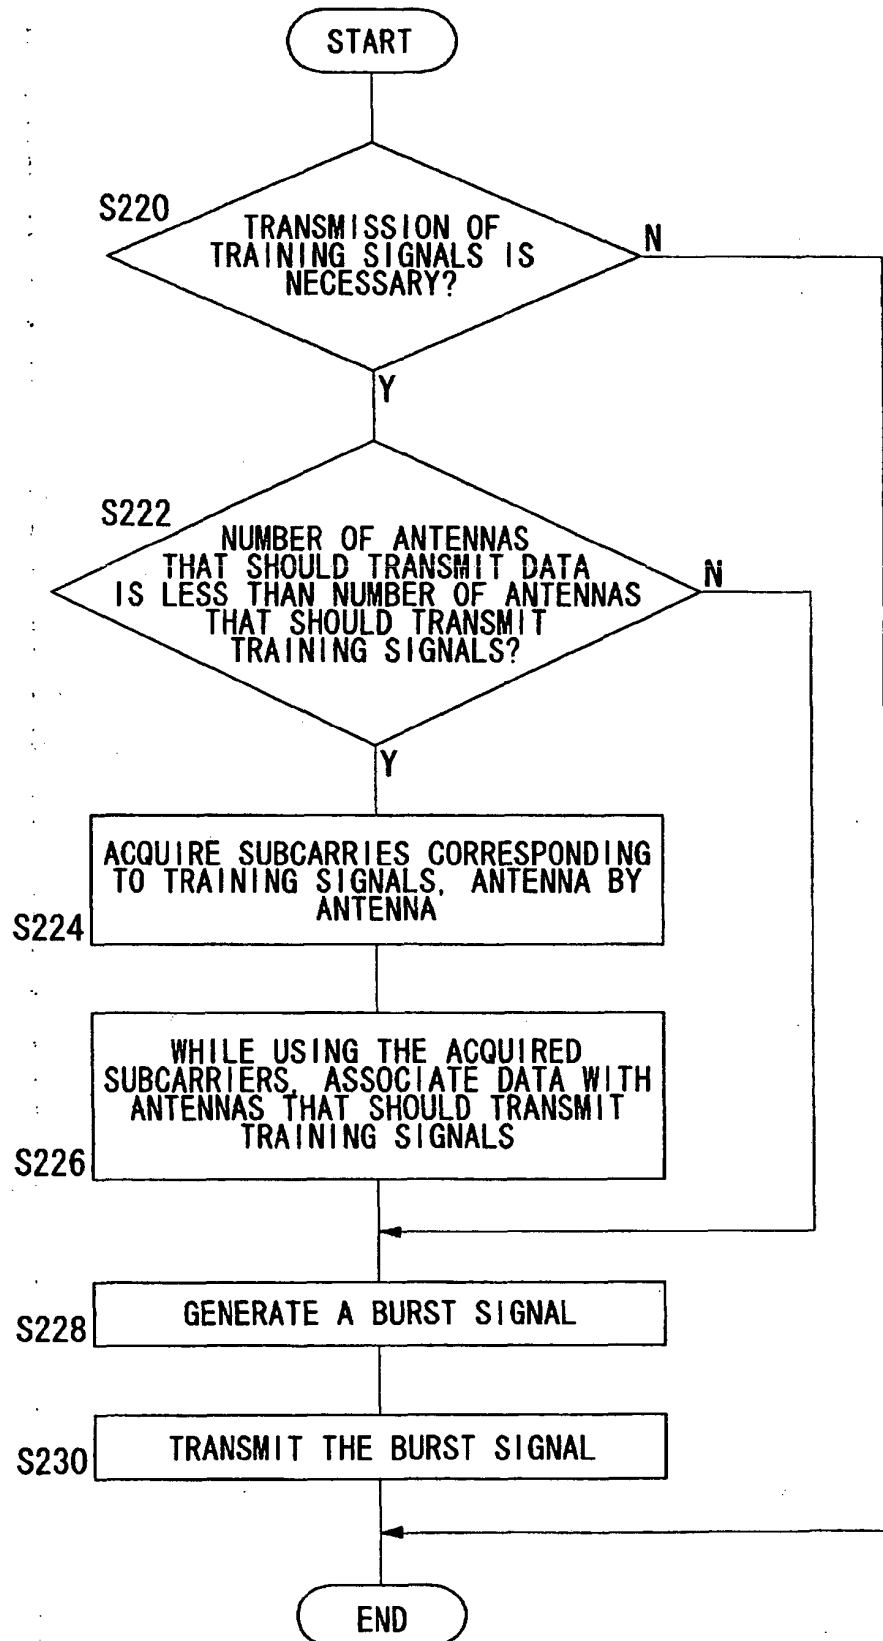 START
S220
TRANSMISSION OF
TRAINING SIGNALS IS
NECESSARY?
N
Y
S222
NUMBER OF ANTENNAS
THAT SHOULD TRANSMIT DATA
IS LESS THAN NUMBER OF ANTENNAS
THAT SHOULD TRANSMIT
TRAINING SIGNALS?
N
Y
ACQUIRE SUBCARRIES CORRESPONDING
TO TRAINING SIGNALS, ANTENNA BY
ANTENNA
S224
WHILE USING THE ACQUIRED
SUBCARRIERS, ASSOCIATE DATA WITH
ANTENNAS THAT SHOULD TRANSMIT
TRAINING SIGNALS
S226
GENERATE A BURST SIGNAL
S228
TRANSMIT THE BURST SIGNAL
S230
END